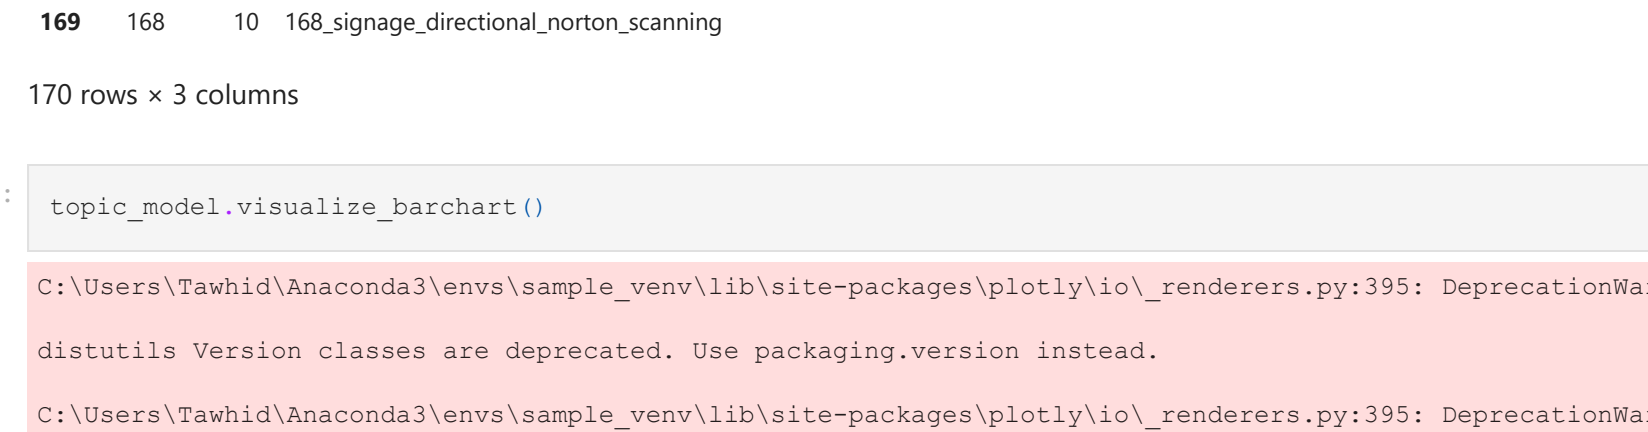 169 168 10 168_signage_directional_norton_scanning
170 rows × 3 columns
:
topic_model.visualize_barchart()
C:\Users\Tawhid\Anaconda3\envs\sample_venv\lib\site-packages\plotly\io\_renderers.py:395: DeprecationWar
distutils Version classes are deprecated. Use packaging.version instead.
C:\Users\Tawhid\Anaconda3\envs\sample_venv\lib\site-packages\plotly\io\_renderers.py:395: DeprecationWar